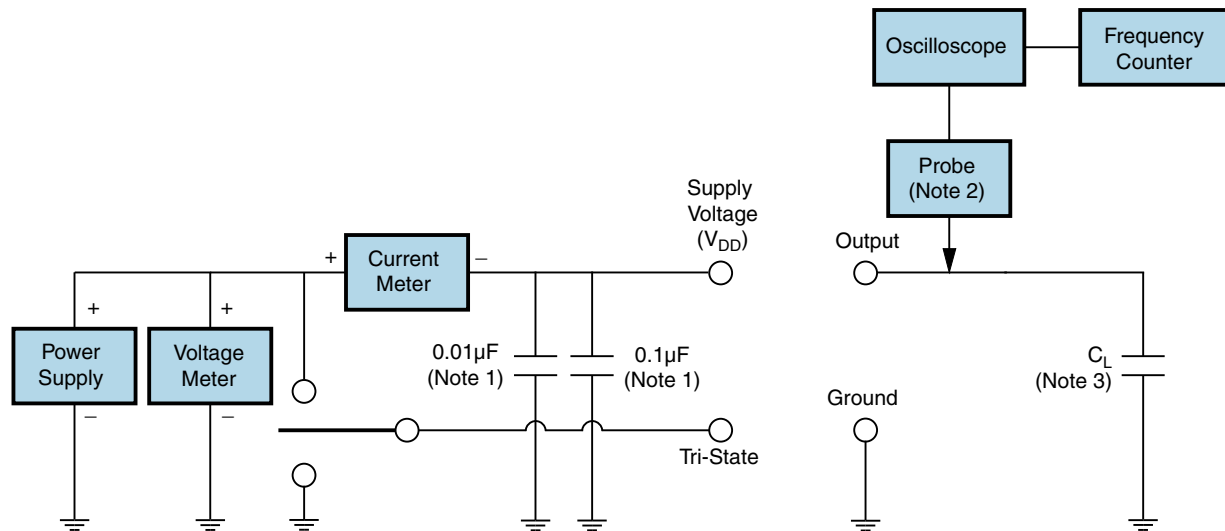 Oscilloscope
Frequency
Counter
Probe
(Note 2)
Supply
Voltage
(V_DD)
Output
+
Current
Meter
–
+
Power
Supply
–
+
Voltage
Meter
–
0.01µF
(Note 1)
0.1µF
(Note 1)
C_L
(Note 3)
Ground
Tri-State